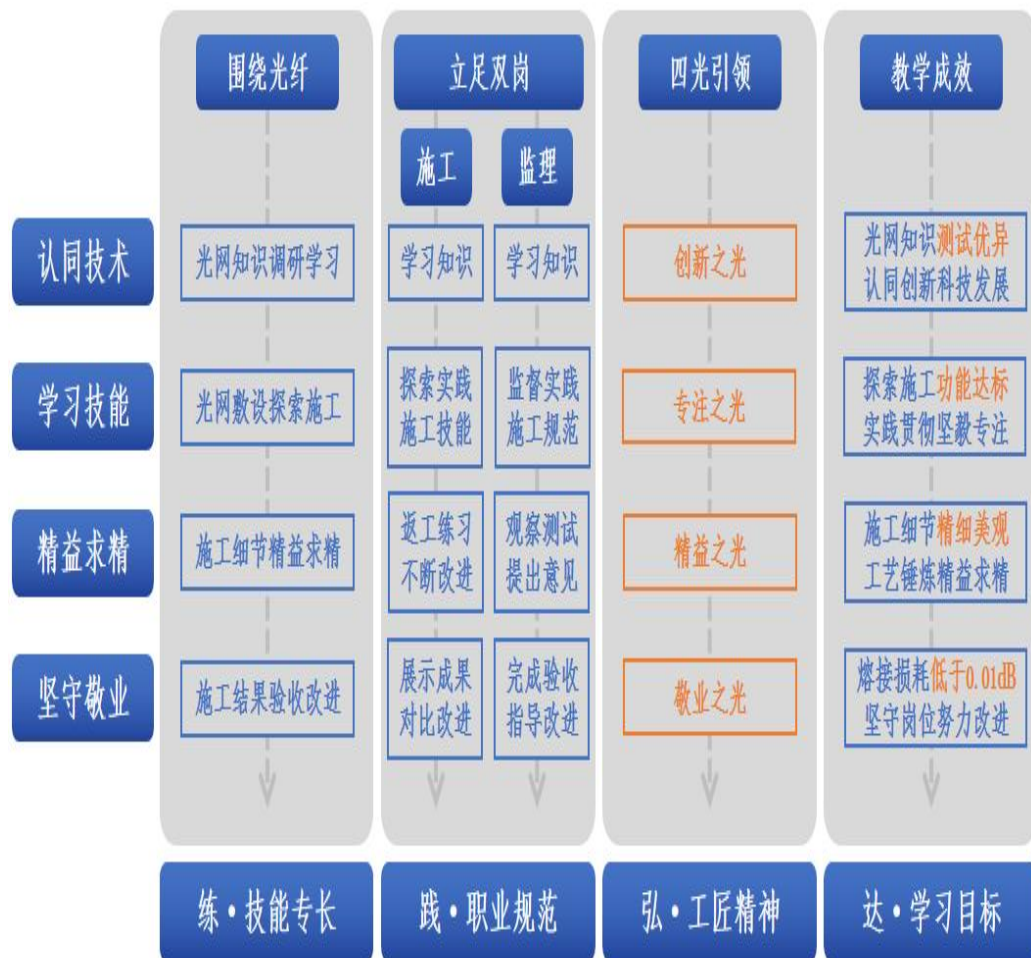 围绕光纤
立足双岗
四光引领
教学成效
施工
监理
认同技术
光网知识调研学习
学习知识
学习知识
创新之光
光网知识测试优异
认同创新科技发展
学习技能
光网敷设探索施工
探索实践
施工技能
监督实践
施工规范
专注之光
探索施工功能达标
实践贯彻坚毅专注
精益求精
施工细节精益求精
返工练习
不断改进
观察测试
提出意见
精益之光
施工细节精细美观
工艺锤炼精益求精
坚守敬业
施工结果验收改进
展示成果
对比改进
完成验收
指导改进
敬业之光
熔接损耗低于0.01dB
坚守岗位努力改进
练·技能专长
践·职业规范
弘·工匠精神
达·学习目标